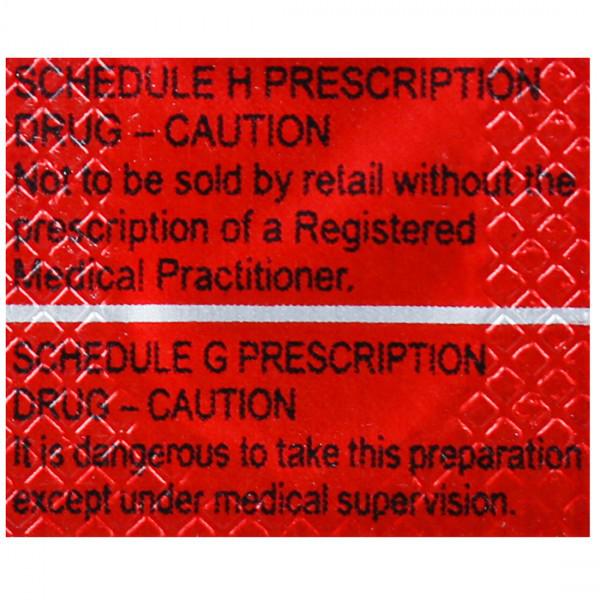 SCHEDULE H PRESCRIPTION
DRUG – CAUTION
Not to be sold by retail without the
prescription of a Registered
Medical Practitioner.
SCHEDULE G PRESCRIPTION
DRUG – CAUTION
It is dangerous to take this preparation
except under medical supervision.